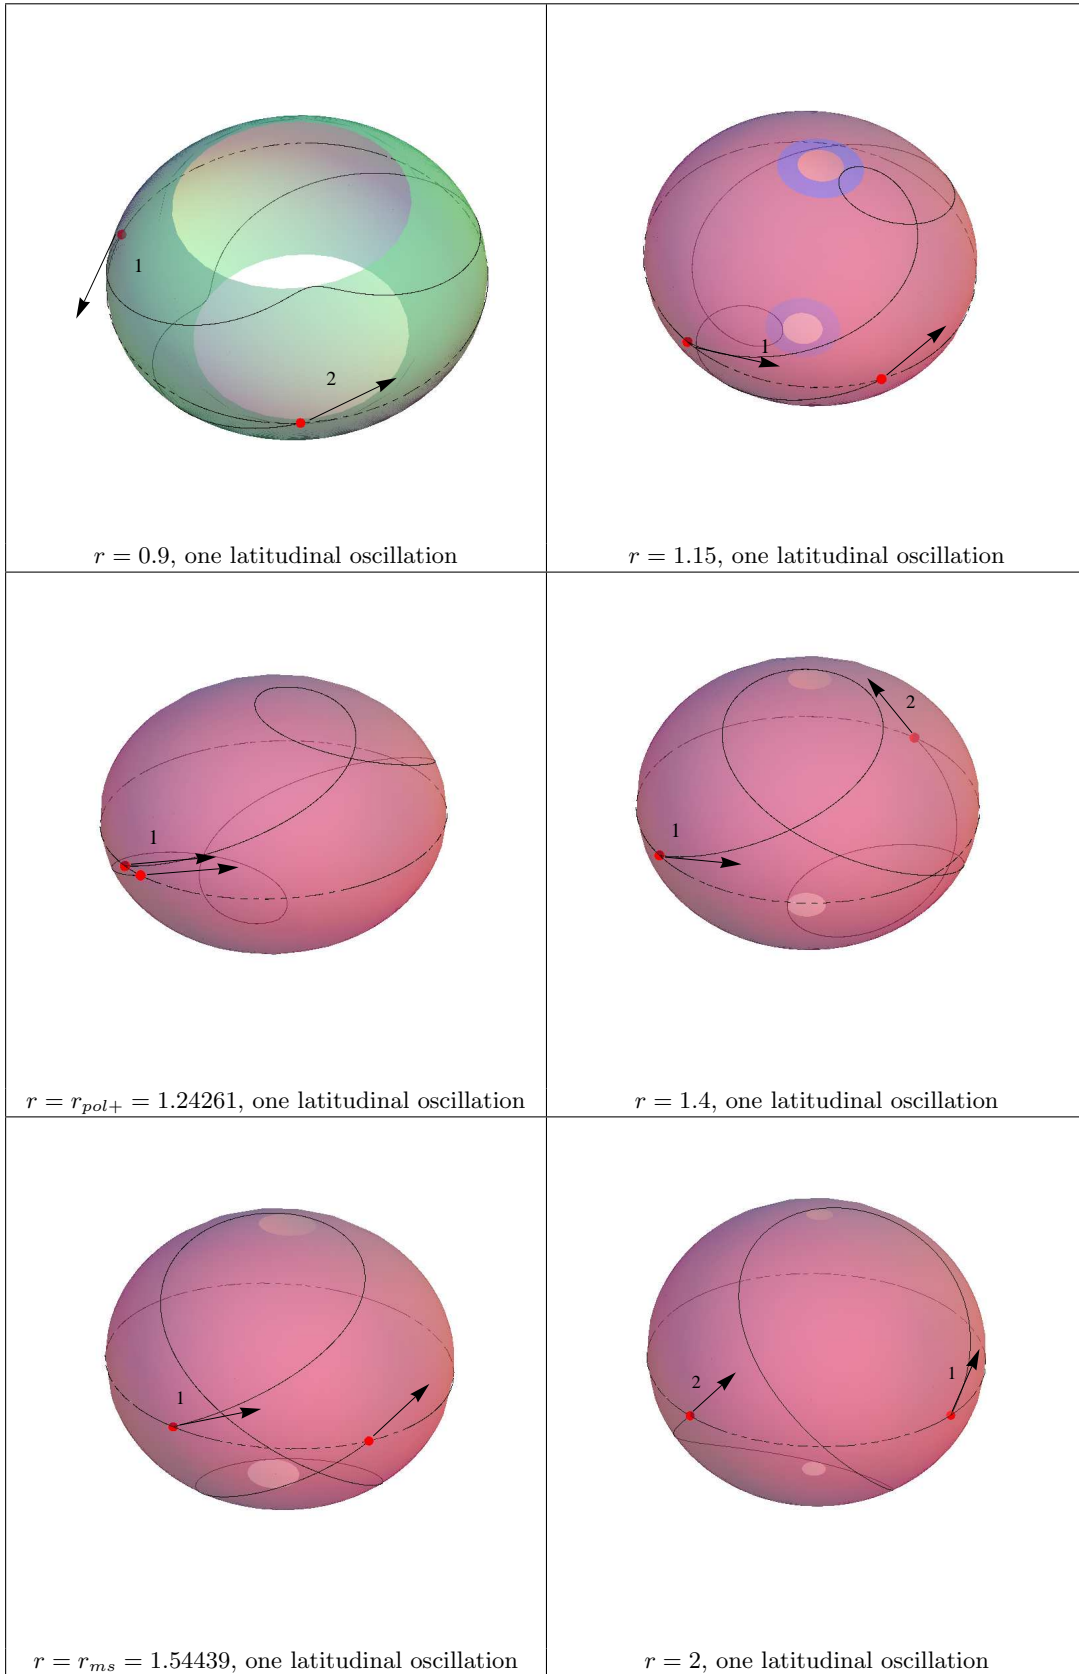 1
2
r = 0.9, one latitudinal oscillation
1
r = 1.15, one latitudinal oscillation
1
r = r_{pol+} = 1.24261, one latitudinal oscillation
1
2
r = 1.4, one latitudinal oscillation
1
r = r_{ms} = 1.54439, one latitudinal oscillation
2
1
r = 2, one latitudinal oscillation